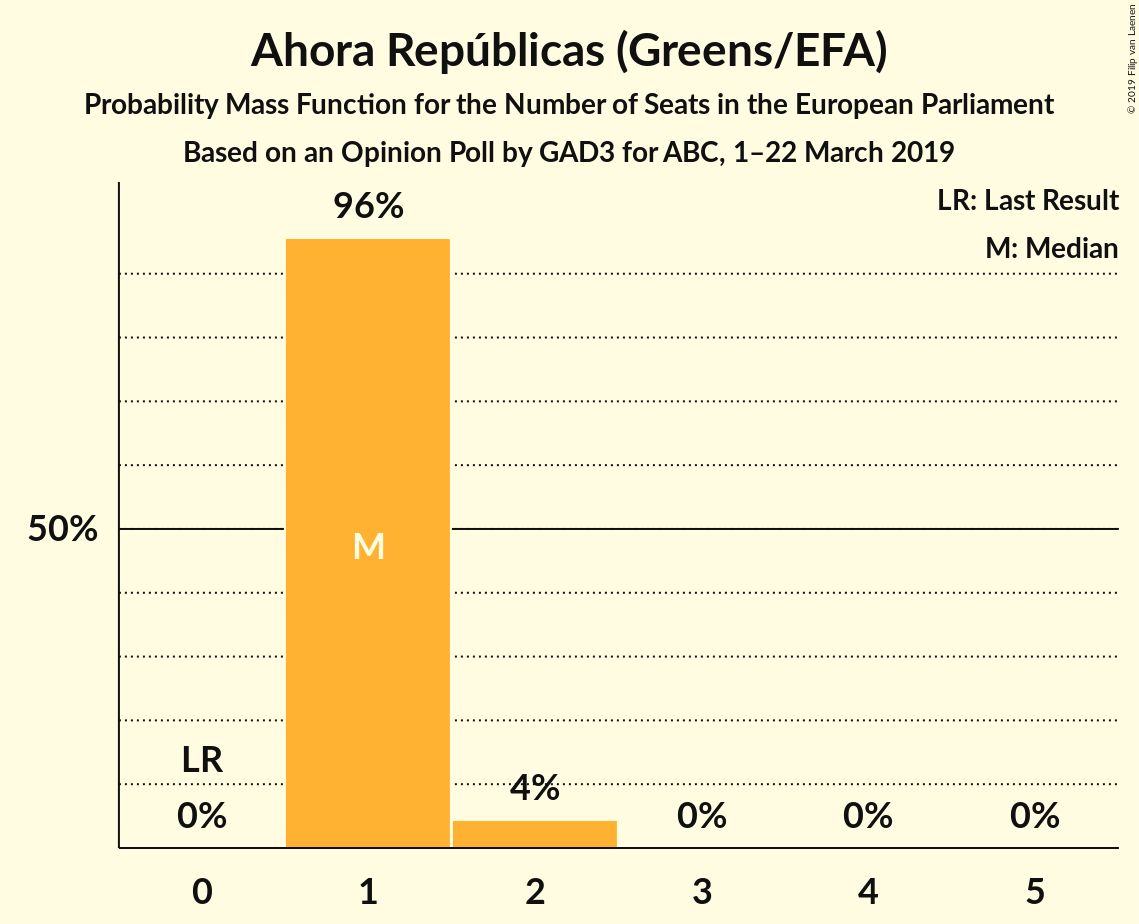 Ahora Repúblicas (Greens/EFA)
Probability Mass Function for the Number of Seats in the European Parliament
Based on an Opinion Poll by GAD3 for ABC, 1–22 March 2019
© 2019 Filip van Laenen
LR: Last Result
M: Median
96%
50%
M
LR
0%
4%
0%
0%
0%
0
1
2
3
4
5